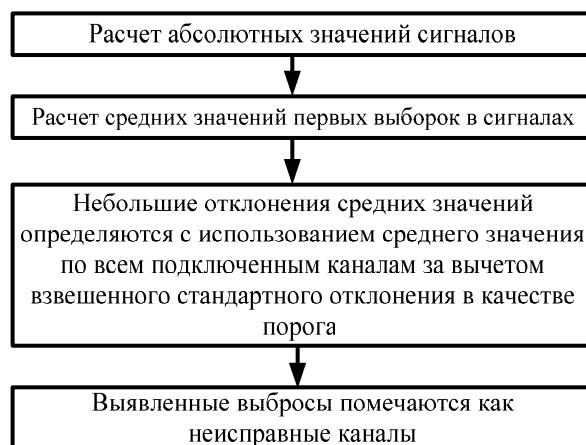 Расчет абсолютных значений сигналов
Расчет средних значений первых выборок в сигналах
Небольшие отклонения средних значений
определяются с использованием среднего значения
по всем подключенным каналам за вычетом
взвешенного стандартного отклонения в качестве
порога
Выявленные выбросы помечаются как
неисправные каналы